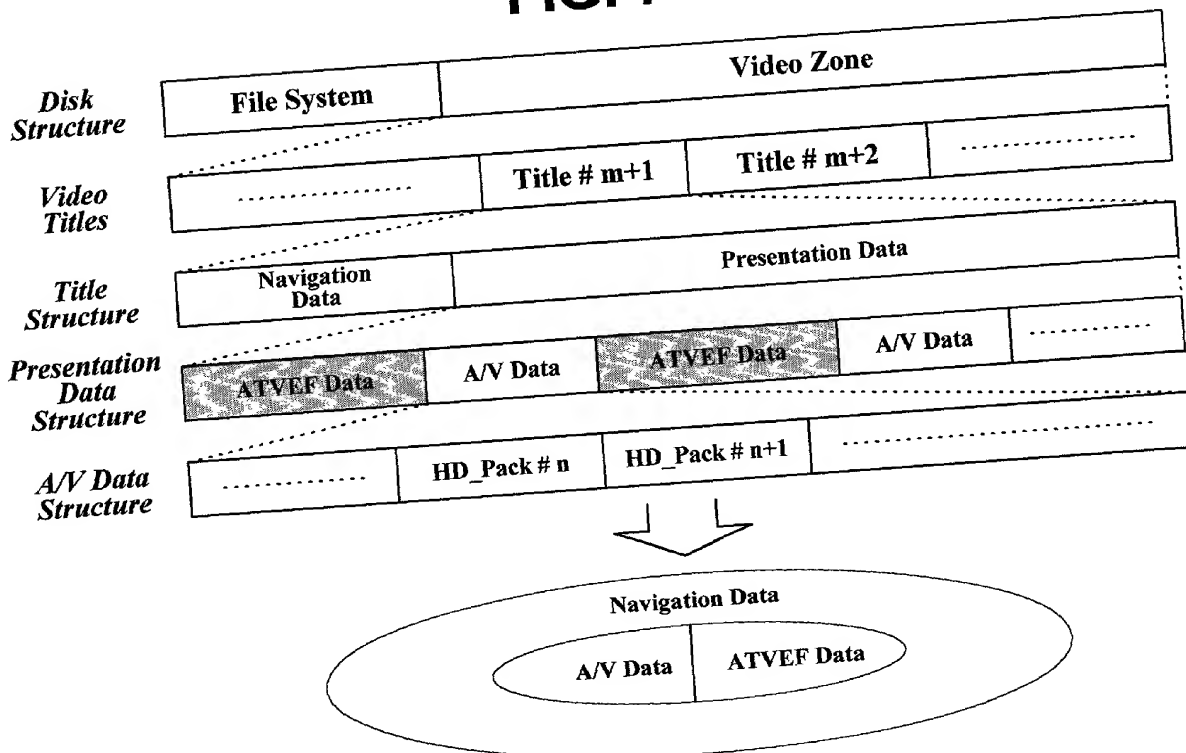 Disk
Structure
File System
Video Zone
Video
Titles
....................
Title # m+1
Title # m+2
....................
Title
Structure
Navigation
Data
Presentation Data
Presentation
Data
Structure
ATVEF Data
A/V Data
ATVEF Data
A/V Data
................
A/V Data
Structure
................
HD_Pack # n
HD_Pack # n+1
................................
Navigation Data
A/V Data
ATVEF Data